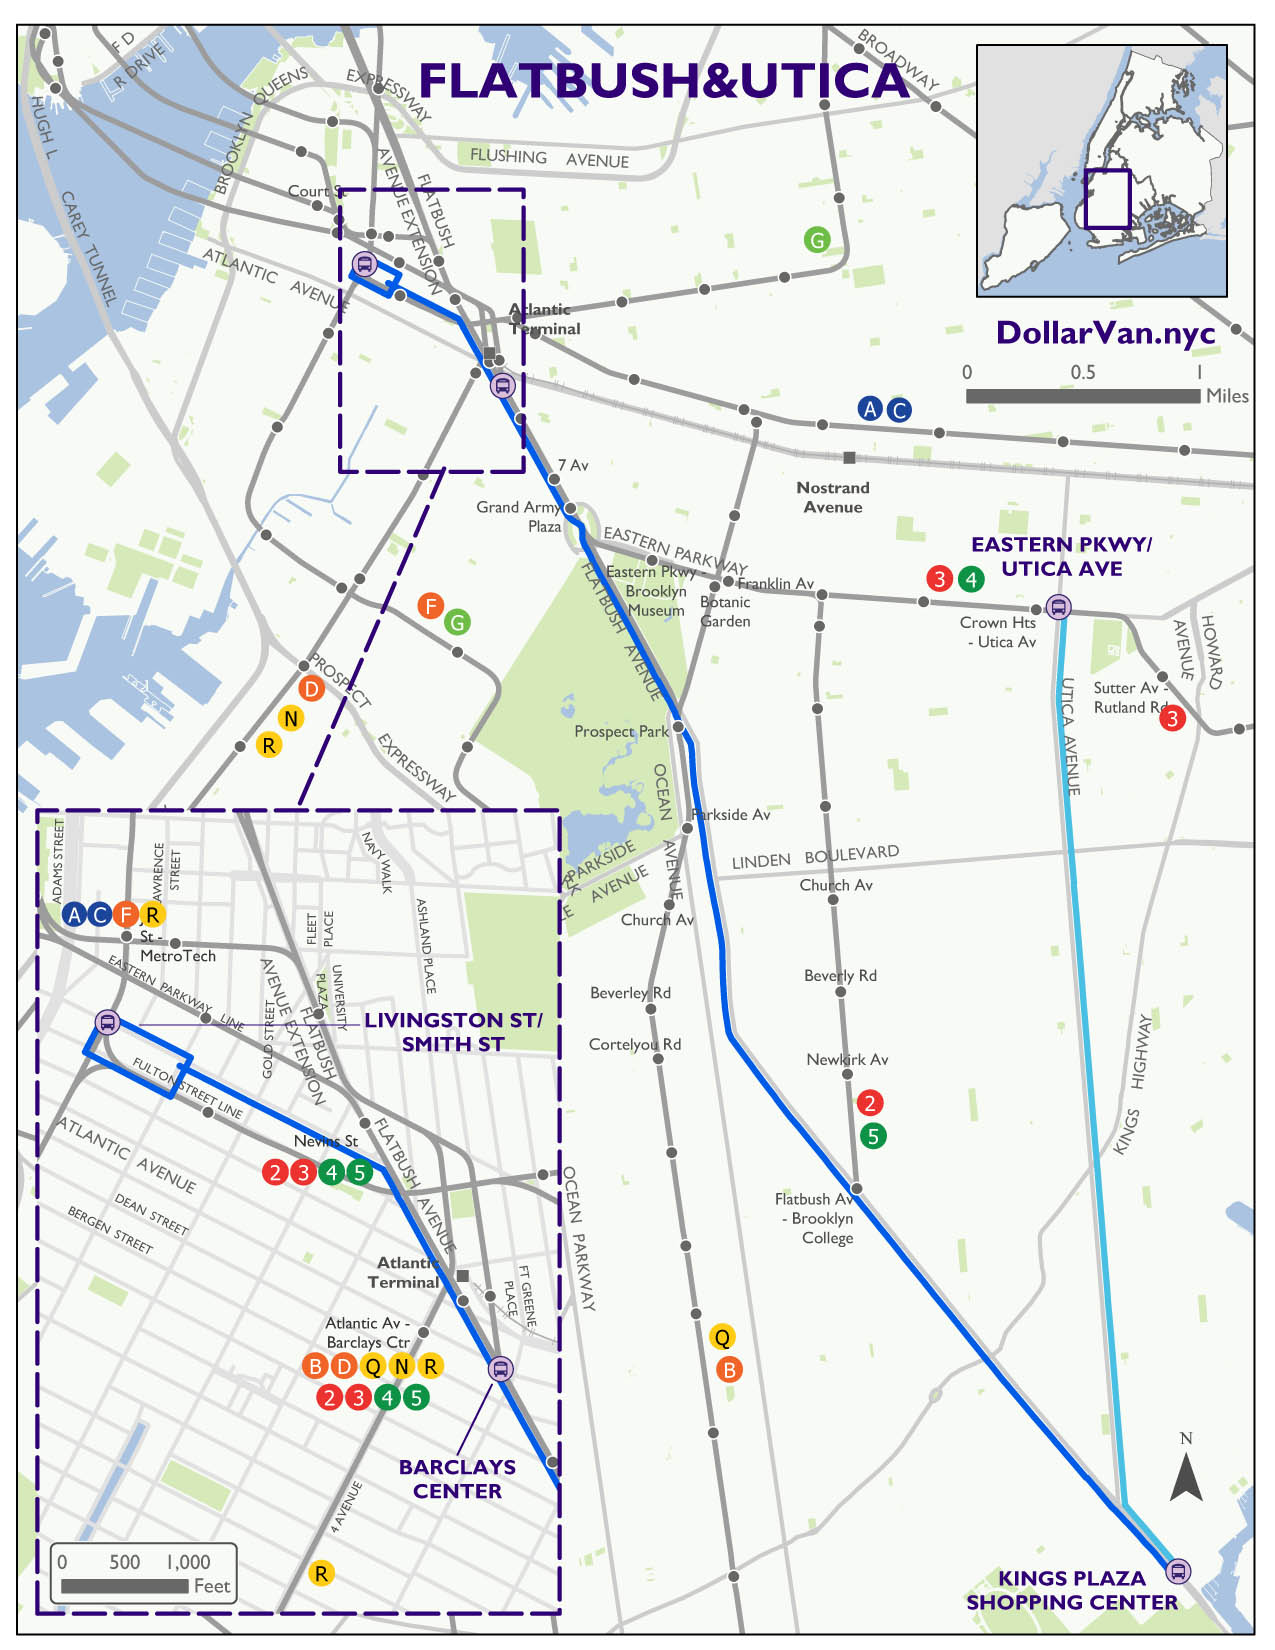 FLATBUSH&UTICA
F D
R DRIVE
HUGH L
CAREY TUNNEL
BROOKLYN
QUEENS
EXPRESSWAY
BROADWAY
FLUSHING AVENUE
Court St
FLATBUSH
AVENUE EXTENSION
ATLANTIC AVENUE
G
Atlantic
Terminal
DollarVan.nyc
0
0.5
1
Miles
A
C
7 Av
Nostrand
Avenue
Grand Army
Plaza
EASTERN PARKWAY
EASTERN PKWY/
UTICA AVE
Eastern Pkwy -
Brooklyn
Museum
Franklin Av
Botanic
Garden
3
4
Crown Hts
- Utica Av
HOWARD
AVENUE
F
G
FLATBUSH AVENUE
PROSPECT
EXPRESSWAY
D
N
R
Sutter Av -
Rutland Rd
3
UTICA AVENUE
Prospect Park
OCEAN
AVENUE
Parkside Av
PARKSIDE
AVENUE
LINDEN BOULEVARD
Church Av
Church Av
Beverly Rd
Beverley Rd
Cortelyou Rd
Newkirk Av
2
5
KINGS HIGHWAY
Flatbush Av
- Brooklyn
College
OCEAN PARKWAY
Q
B
N
KINGS PLAZA
SHOPPING CENTER
ADAMS STREET
STREET
NAVY WALK
FLEET
PLACE
ASHLAND PLACE
A
C
F
R
St -
MetroTech
EASTERN PARKWAY LINE
AVENUE EXTENSION
FLATBUSH
GOLD STREET
UNIVERSITY
PLAZA
LIVINGSTON ST/
SMITH ST
FULTON STREET LINE
ATLANTIC AVENUE
Nevins St
2
3
4
5
FLATBUSH AVENUE
DEAN STREET
BERGEN STREET
Atlantic
Terminal
FT GREENE
PLACE
Atlantic Av -
Barclays Ctr
B
D
Q
N
R
2
3
4
5
BARCLAYS
CENTER
4 AVENUE
R
0
500
1,000
Feet